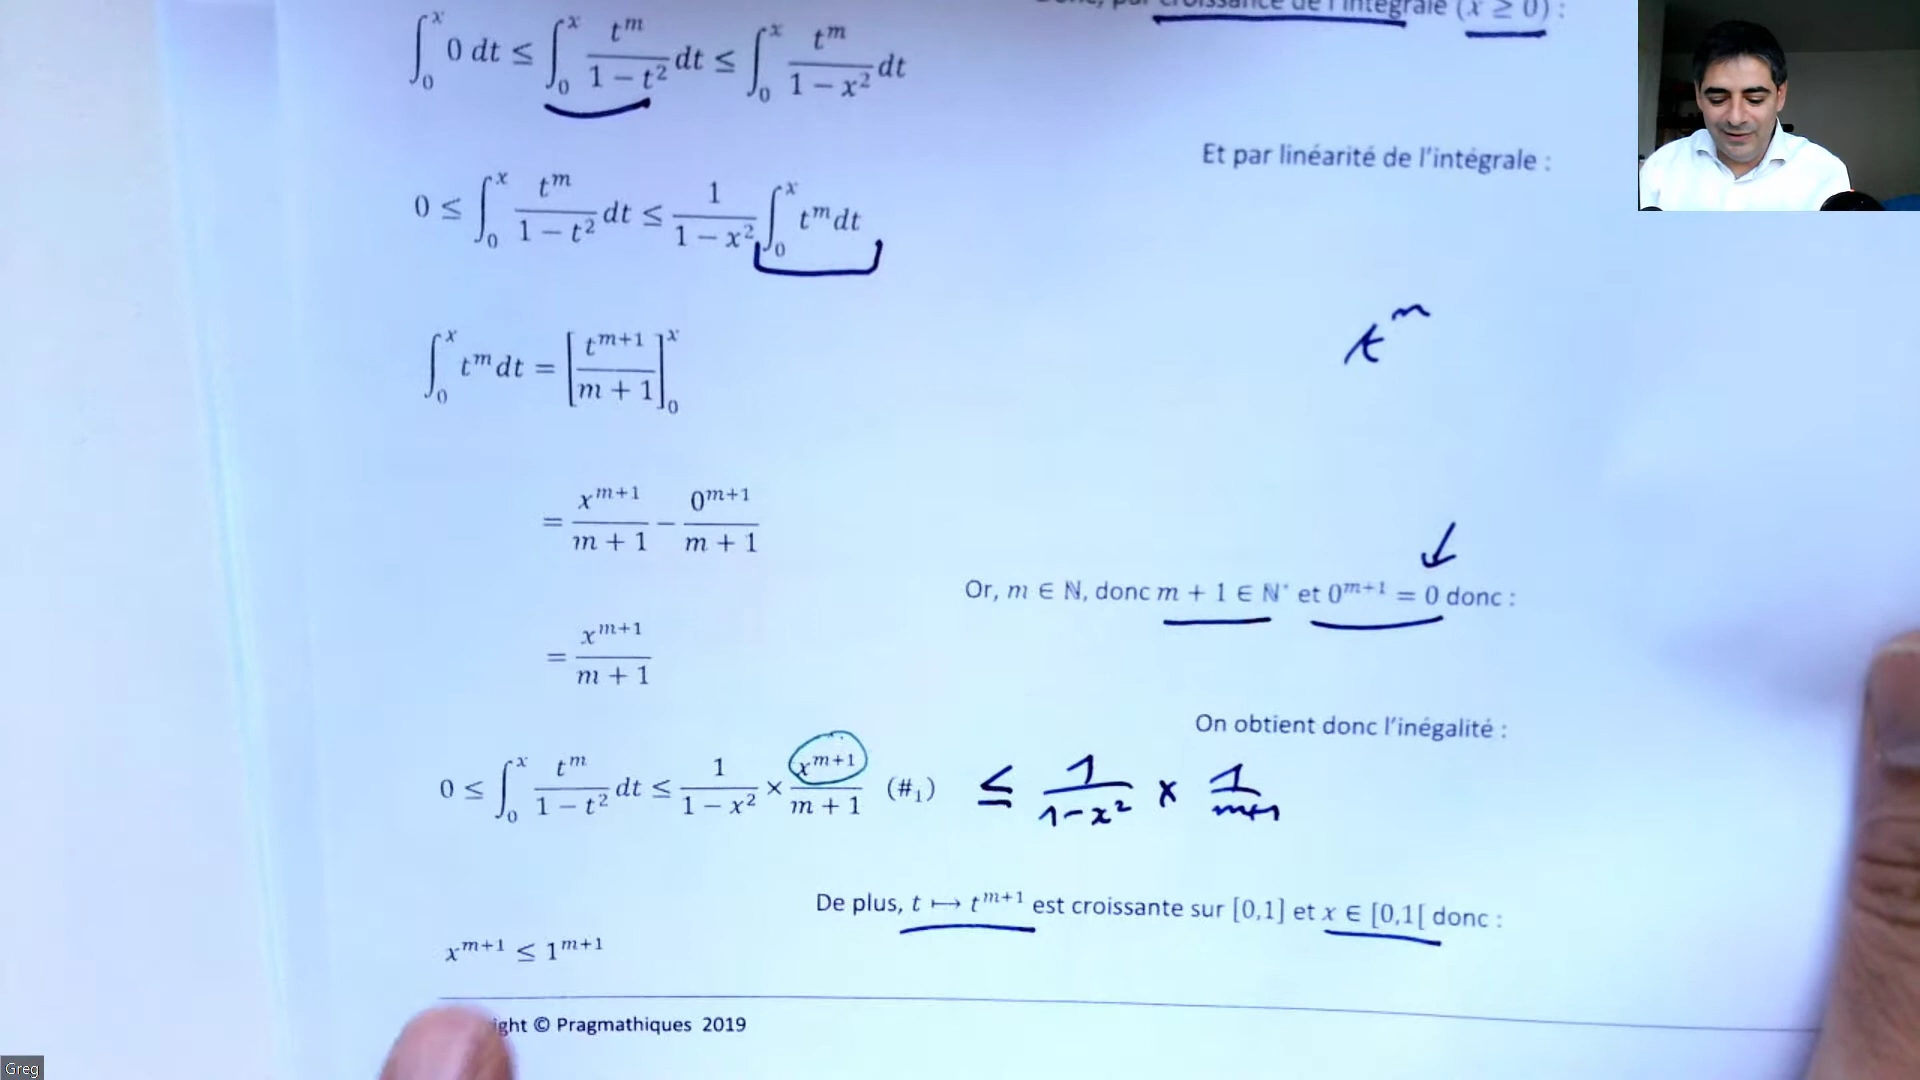 Donc, par croissance de l'intégrale (x ≥ 0) :
∫₀ˣ 0 dt ≤ ∫₀ˣ tᵐ/(1 − t²) dt ≤ ∫₀ˣ tᵐ/(1 − x²) dt
Et par linéarité de l'intégrale :
0 ≤ ∫₀ˣ tᵐ/(1 − t²) dt ≤ 1/(1 − x²) ∫₀ˣ tᵐ dt
tᵐ
∫₀ˣ tᵐ dt = [tᵐ⁺¹/(m + 1)]₀ˣ
= xᵐ⁺¹/(m + 1) − 0ᵐ⁺¹/(m + 1)
Or, m ∈ ℕ, donc m + 1 ∈ ℕ* et 0ᵐ⁺¹ = 0 donc :
= xᵐ⁺¹/(m + 1)
On obtient donc l'inégalité :
0 ≤ ∫₀ˣ tᵐ/(1 − t²) dt ≤ 1/(1 − x²) × xᵐ⁺¹/(m + 1) (#₁) ≤ 1/(1−x²) × 1/(m+1)
De plus, t ↦ tᵐ⁺¹ est croissante sur [0,1] et x ∈ [0,1[ donc :
xᵐ⁺¹ ≤ 1ᵐ⁺¹
ight © Pragmathiques 2019
Greg